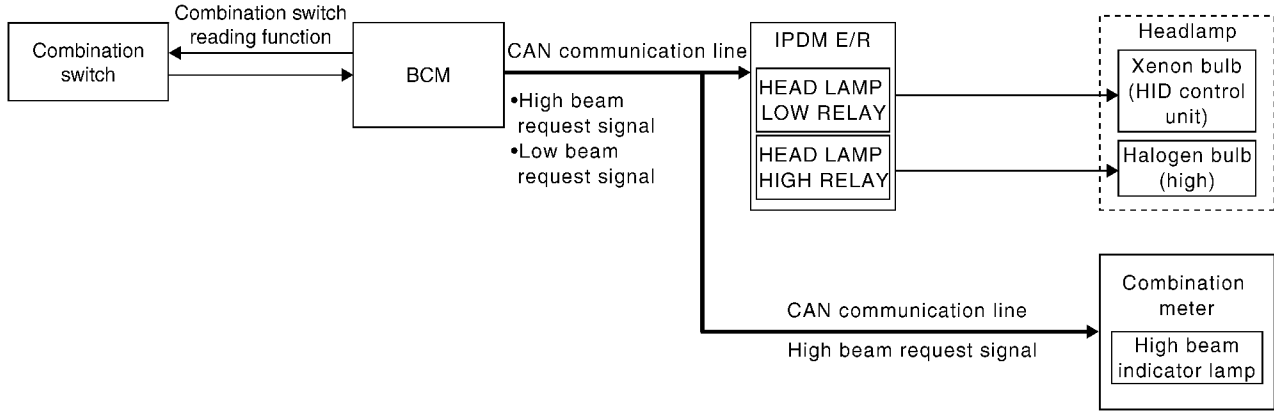 Combination switch
reading function
Combination
switch
BCM
CAN communication line
•High beam
request signal
•Low beam
request signal
IPDM E/R
HEAD LAMP
LOW RELAY
HEAD LAMP
HIGH RELAY
Headlamp
Xenon bulb
(HID control
unit)
Halogen bulb
(high)
CAN communication line
High beam request signal
Combination
meter
High beam
indicator lamp